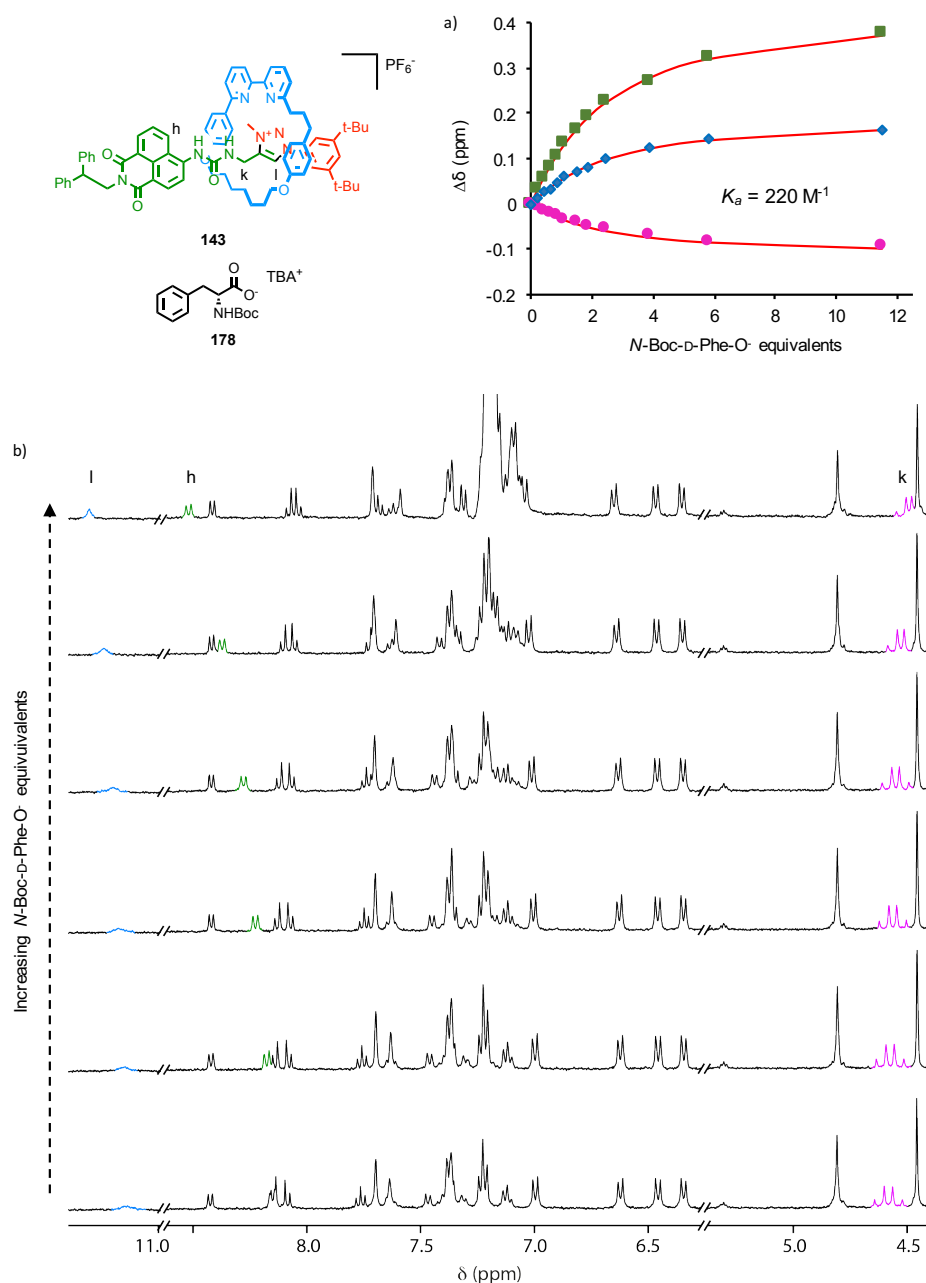 a)
PF6-
h
N
N
N+
N
N
t-Bu
t-Bu
H
N
H
N
O
k
l
O
O
O
N
O
Ph
Ph
143
O
O-
TBA+
NHBoc
178
0.4
0.3
0.2
0.1
0
-0.1
-0.2
Δδ (ppm)
Ka = 220 M-1
0
2
4
6
8
10
12
N-Boc-D-Phe-O- equivalents
b)
l
h
k
Increasing N-Boc-D-Phe-O- equivuivalents
11.0
8.0
7.5
7.0
6.5
5.0
4.5
δ (ppm)